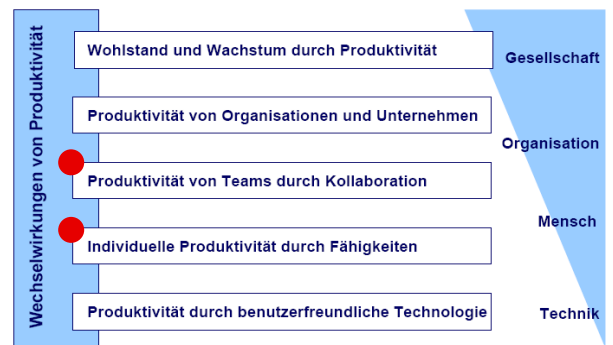 Wechselwirkungen von Produktivität
Wohlstand und Wachstum durch Produktivität
Gesellschaft
Produktivität von Organisationen und Unternehmen
Organisation
Produktivität von Teams durch Kollaboration
Mensch
Individuelle Produktivität durch Fähigkeiten
Produktivität durch benutzerfreundliche Technologie
Technik